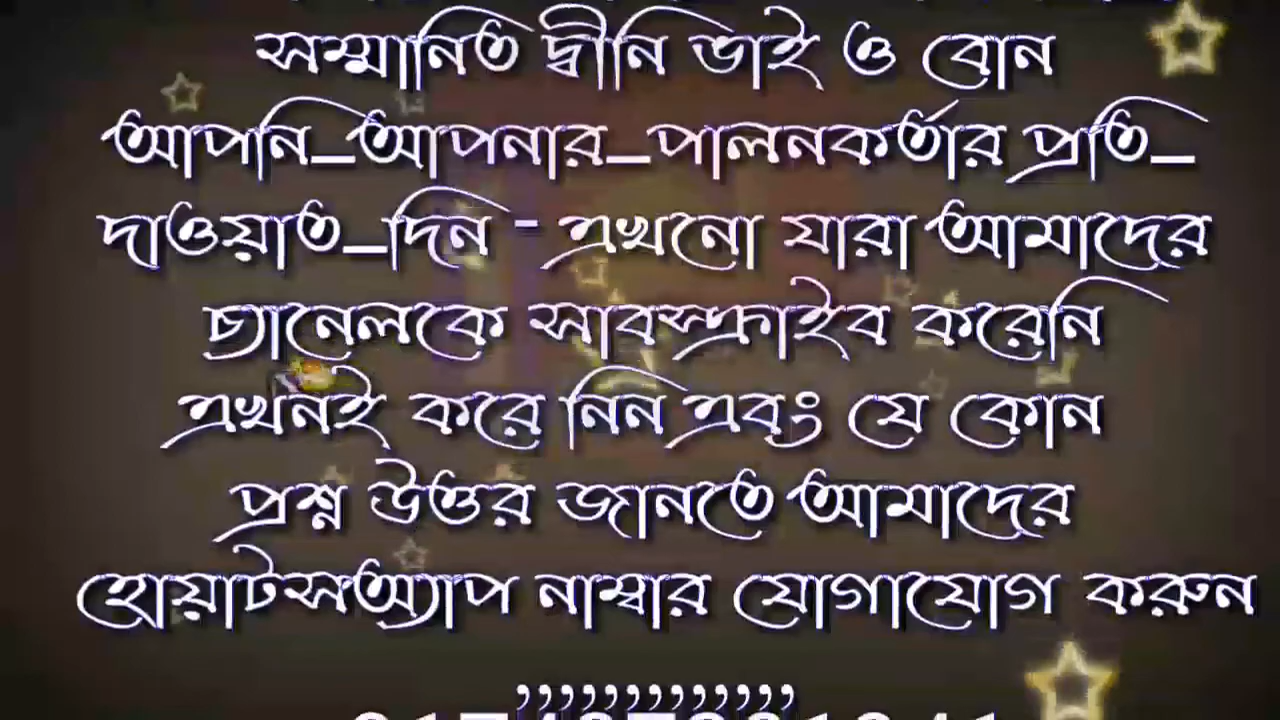 সম্মানিত দ্বীনি ভাই ও বোন
আপনি_আপনার_পালনকর্তার প্রতি_
দাওয়াত_দিন - এখনো যারা আমাদের
চ্যানেলকে সাবস্ক্রাইব করেনি
এখনই করে নিন এবং যে কোন
প্রশ্ন উত্তর জানতে আমাদের
হোয়াটসঅ্যাপ নাম্বার যোগাযোগ করুন
,,,,,,,,,,,,,